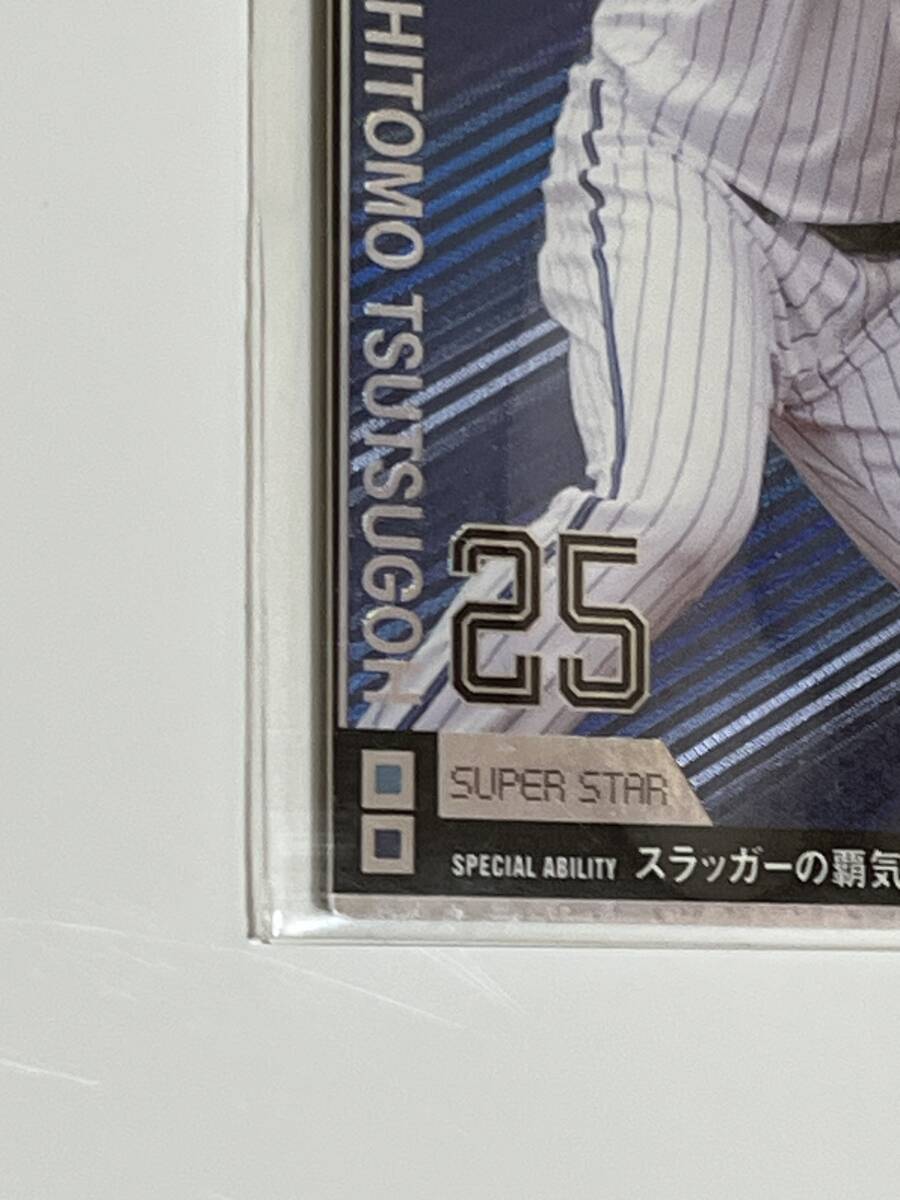 HITOMO TSUTSUGOH
25
SUPER STAR
SPECIAL ABILITY スラッガーの覇気